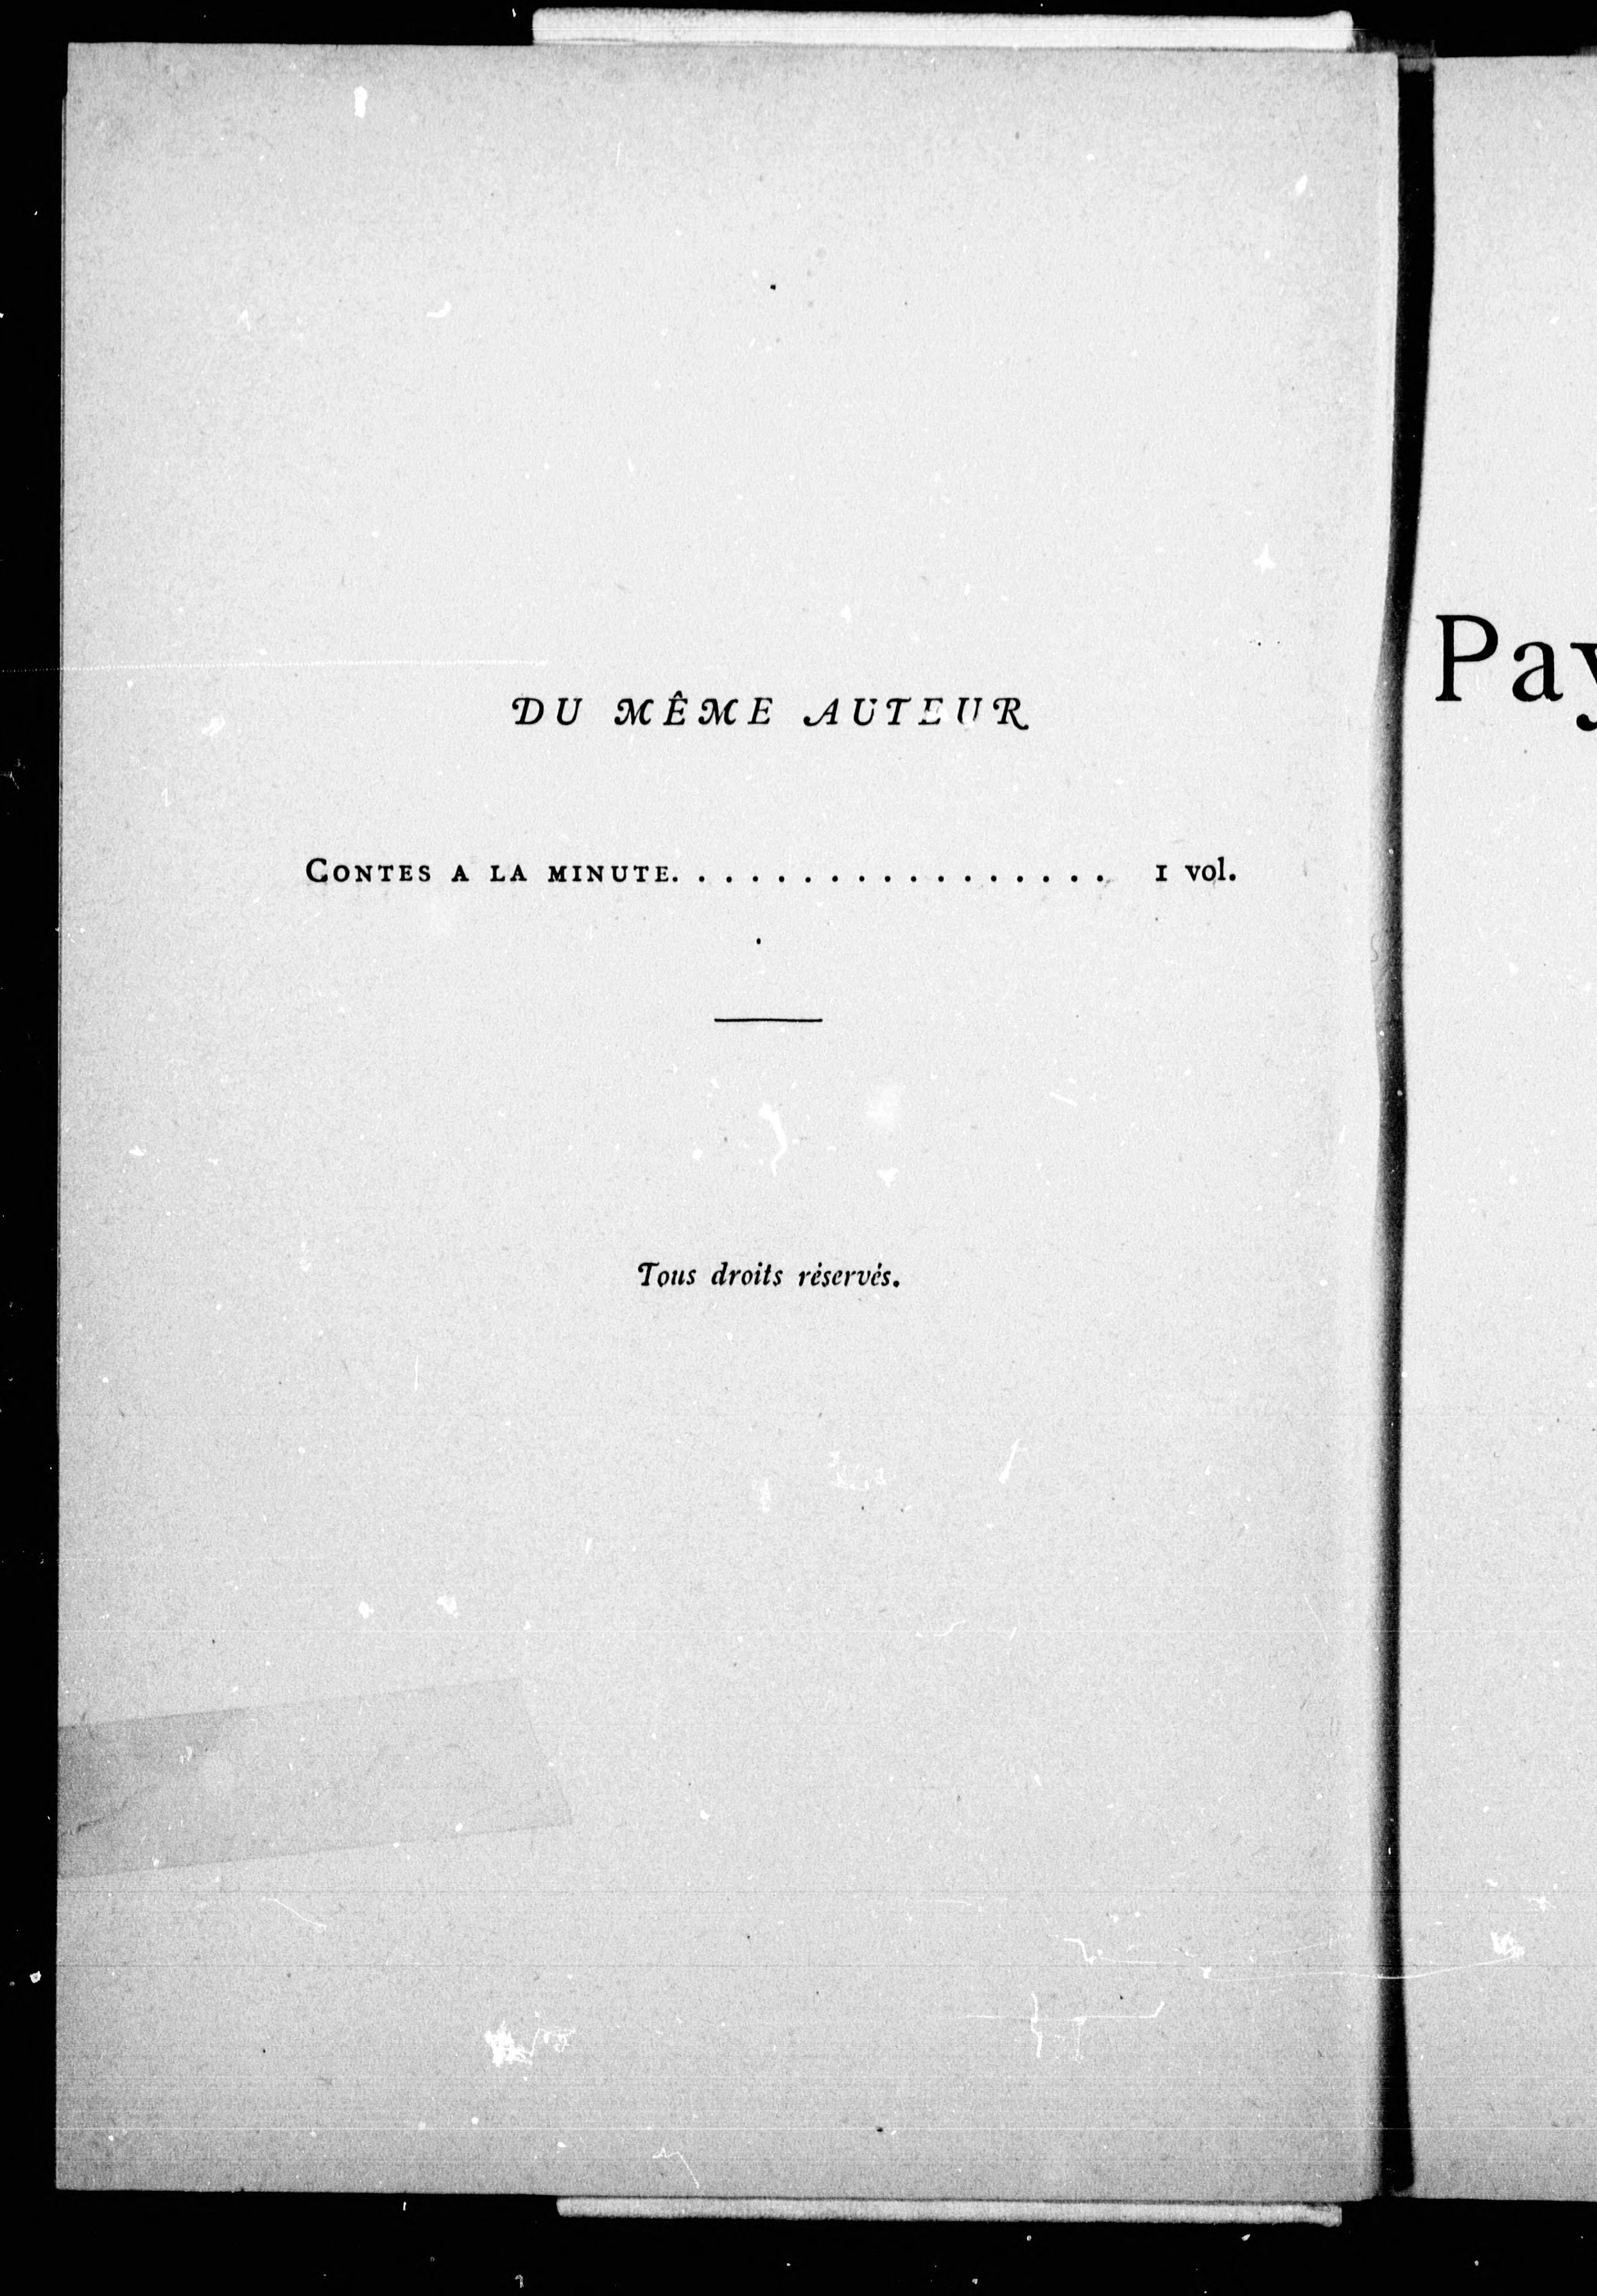 DU MÊME AUTEUR
CONTES A LA MINUTE. . . . . . . . . . . . . . . . . 1 vol.
Tous droits réservés.
Pay